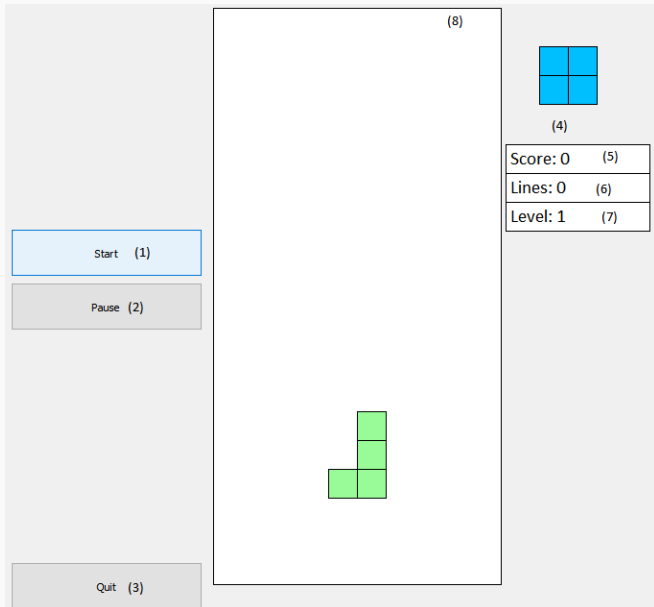 (8)
(4)
Score: 0 (5)
Lines: 0 (6)
Level: 1 (7)
Start (1)
Pause (2)
Quit (3)